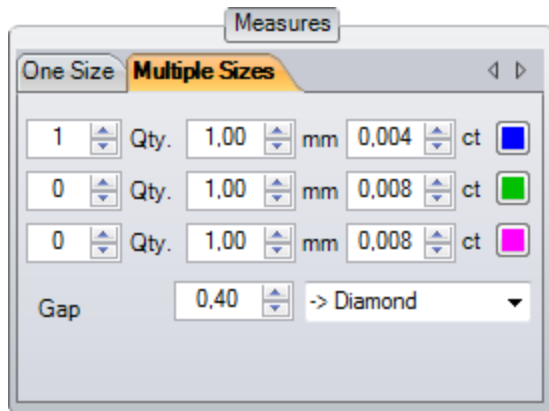 Measures
One Size Multiple Sizes
1 Qty. 1,00 mm 0,004 ct
0 Qty. 1,00 mm 0,008 ct
0 Qty. 1,00 mm 0,008 ct
Gap 0,40 -> Diamond